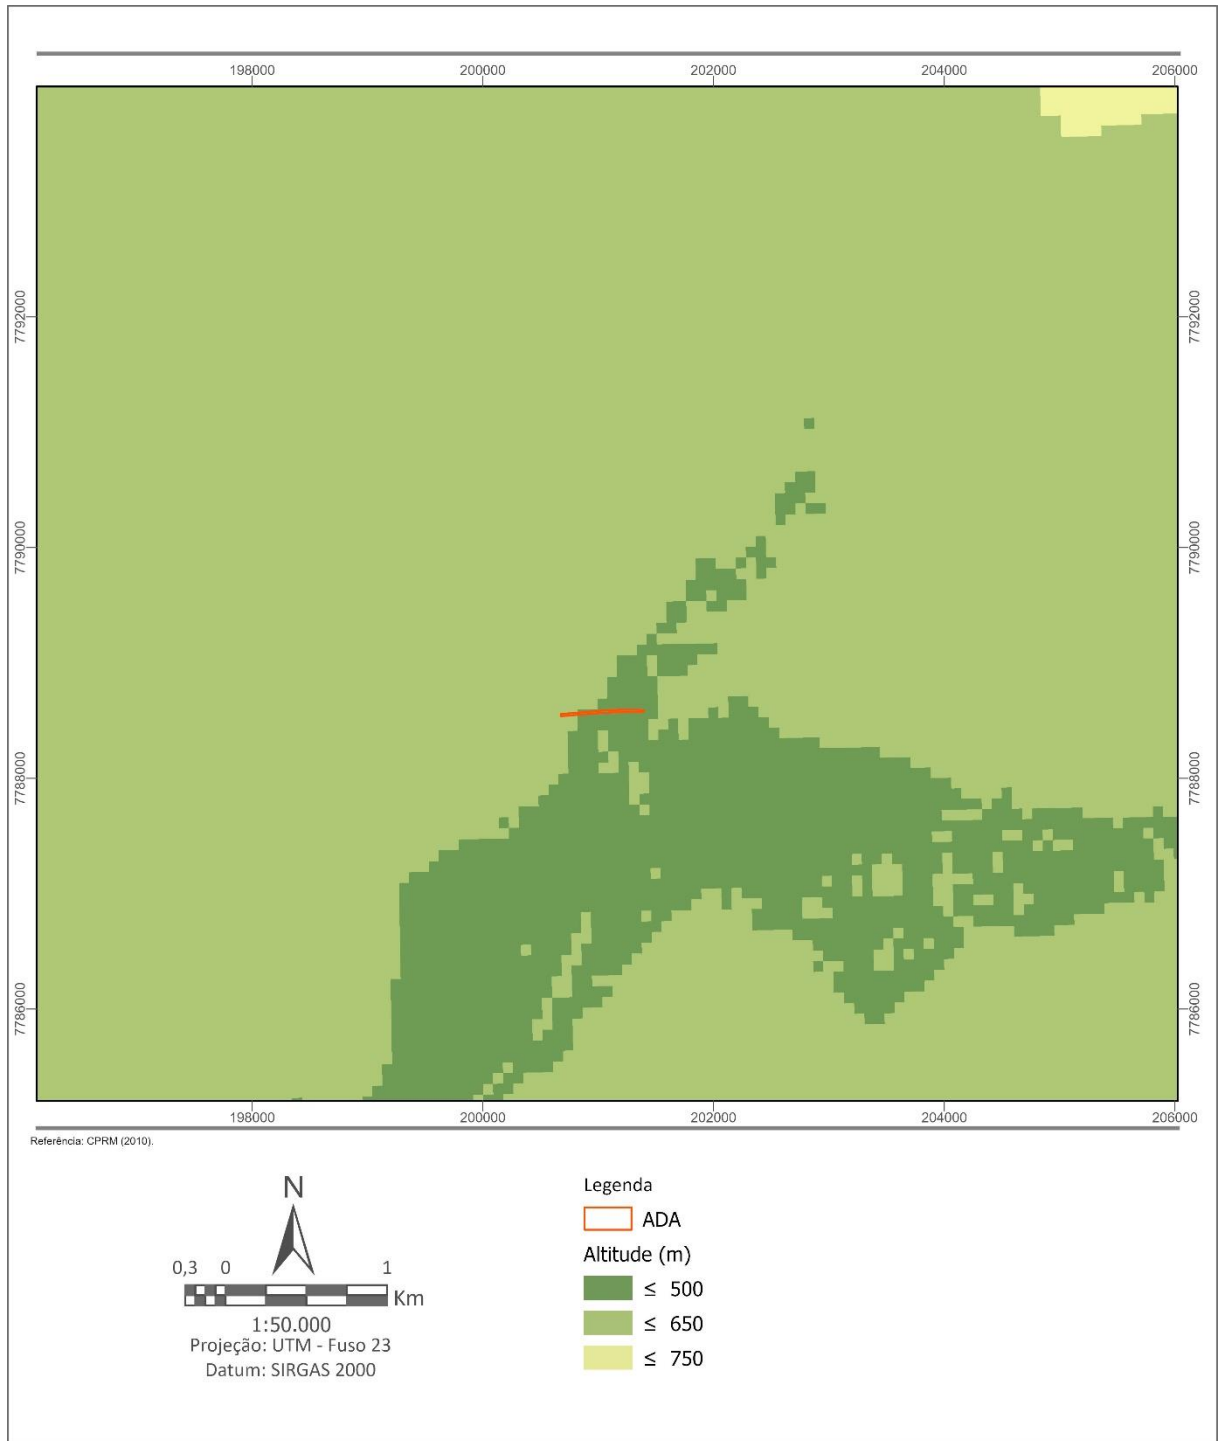 198000 200000 202000 204000 206000
7792000 7792000
7790000 7790000
7788000 7788000
7786000 7786000
198000 200000 202000 204000 206000
Referência: CPRM (2010).
N
0,3 0 1
Km
1:50.000
Projeção: UTM - Fuso 23
Datum: SIRGAS 2000
Legenda
ADA
Altitude (m)
≤ 500
≤ 650
≤ 750